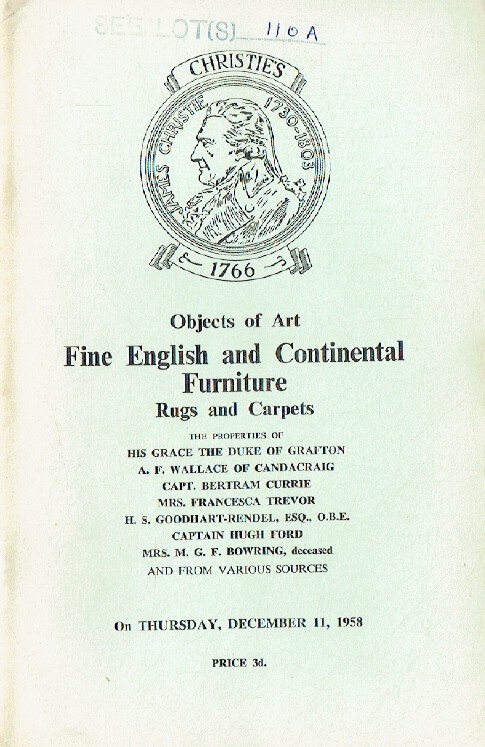 SEE LOT(S) 110A
CHRISTIE'S
JAMES CHRISTIE 1730-1803
1766
Objects of Art
Fine English and Continental
Furniture
Rugs and Carpets
THE PROPERTIES OF
HIS GRACE THE DUKE OF GRAFTON
A. F. WALLACE OF CANDACRAIG
CAPT. BERTRAM CURRIE
MRS. FRANCESCA TREVOR
H. S. GOODHART-RENDEL, ESQ., O.B.E.
CAPTAIN HUGH FORD
MRS. M. G. F. BOWRING, deceased
AND FROM VARIOUS SOURCES
On THURSDAY, DECEMBER 11, 1958
PRICE 3d.